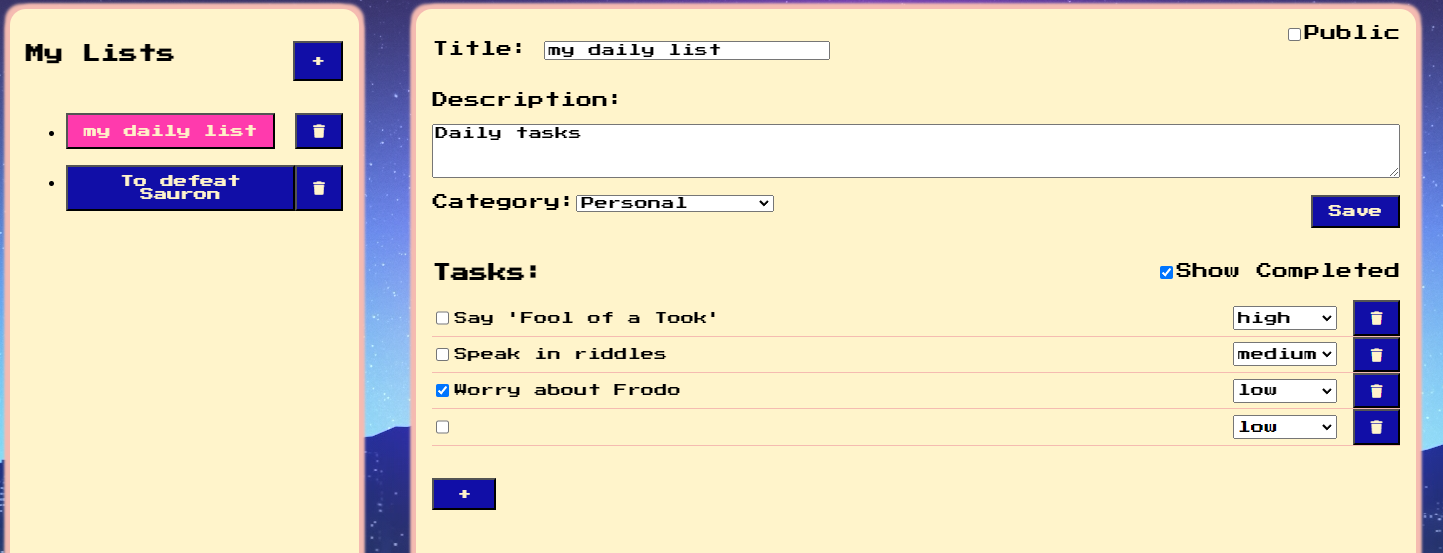 My Lists
+
my daily list
To defeat
Sauron
Public
Title: my daily list
Description:
Daily tasks
Category: Personal
Save
Tasks:
Show Completed
Say 'Fool of a Took' high
Speak in riddles medium
Worry about Frodo low
low
+